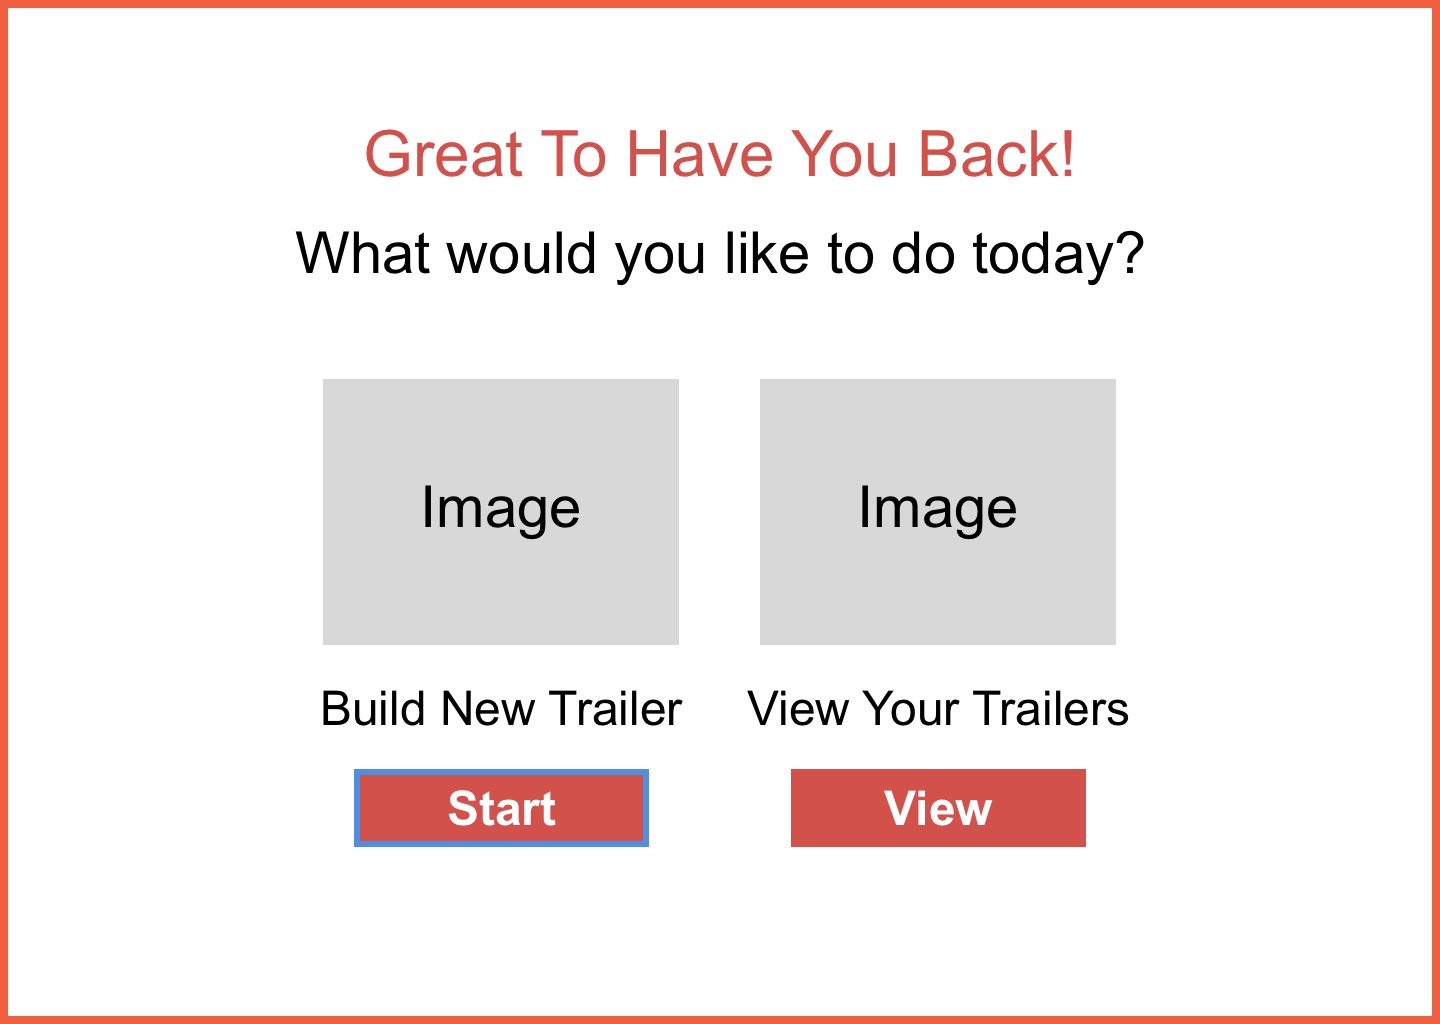 Great To Have You Back!
What would you like to do today?
Image
Image
Build New Trailer
View Your Trailers
Start
View